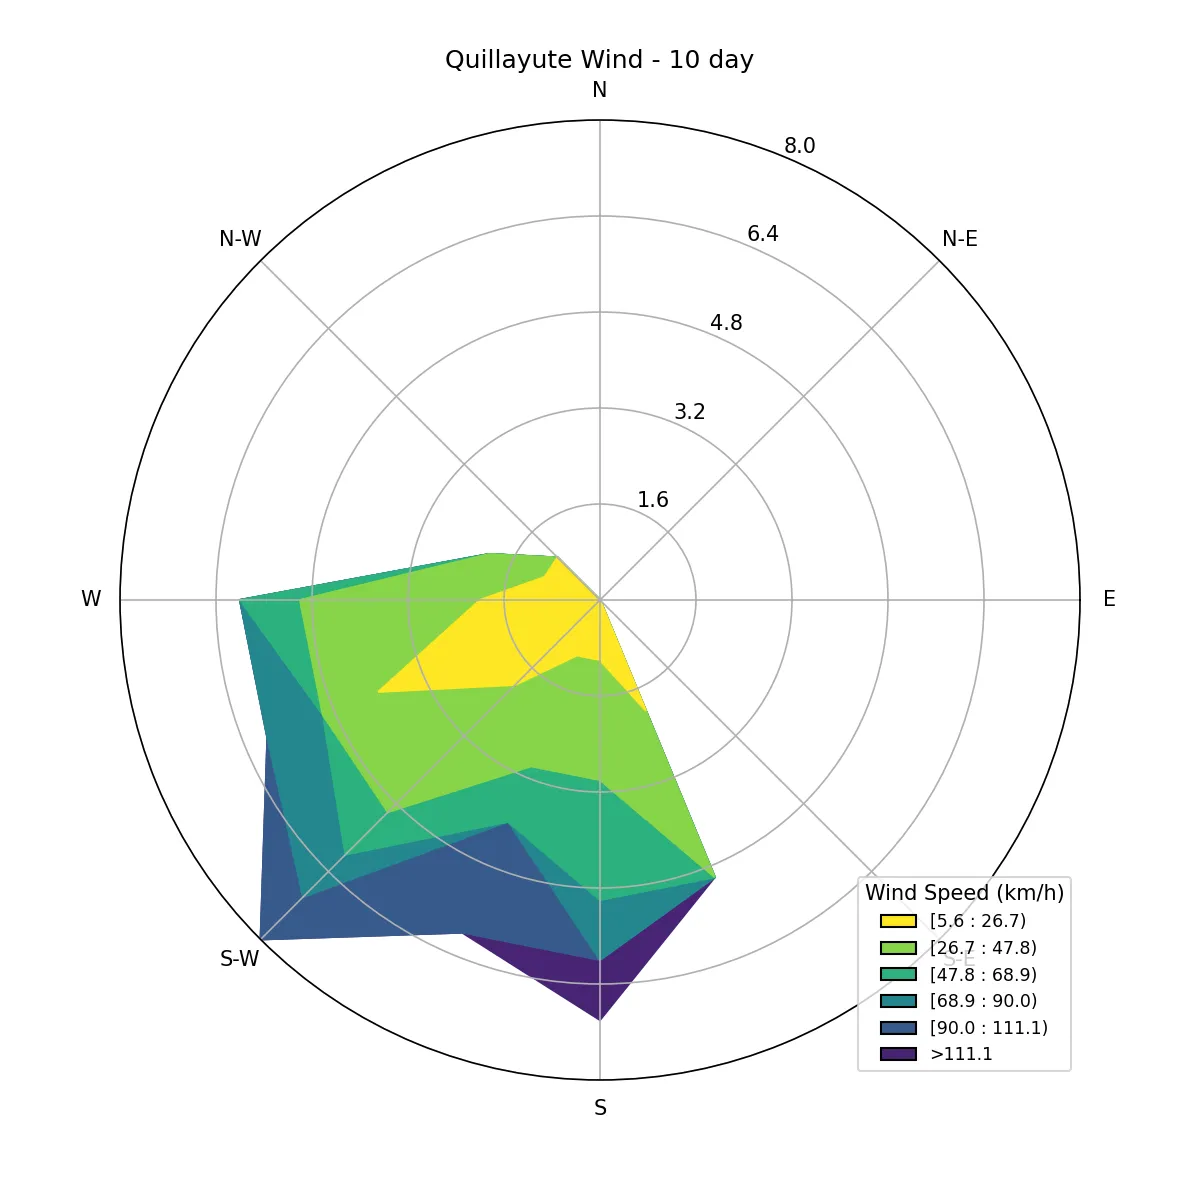 Quillayute Wind - 10 day
N
8.0
N-W
N-E
6.4
4.8
3.2
1.6
W
E
S-W
S-E
Wind Speed (km/h)
[5.6 : 26.7)
[26.7 : 47.8)
[47.8 : 68.9)
[68.9 : 90.0)
[90.0 : 111.1)
>111.1
S